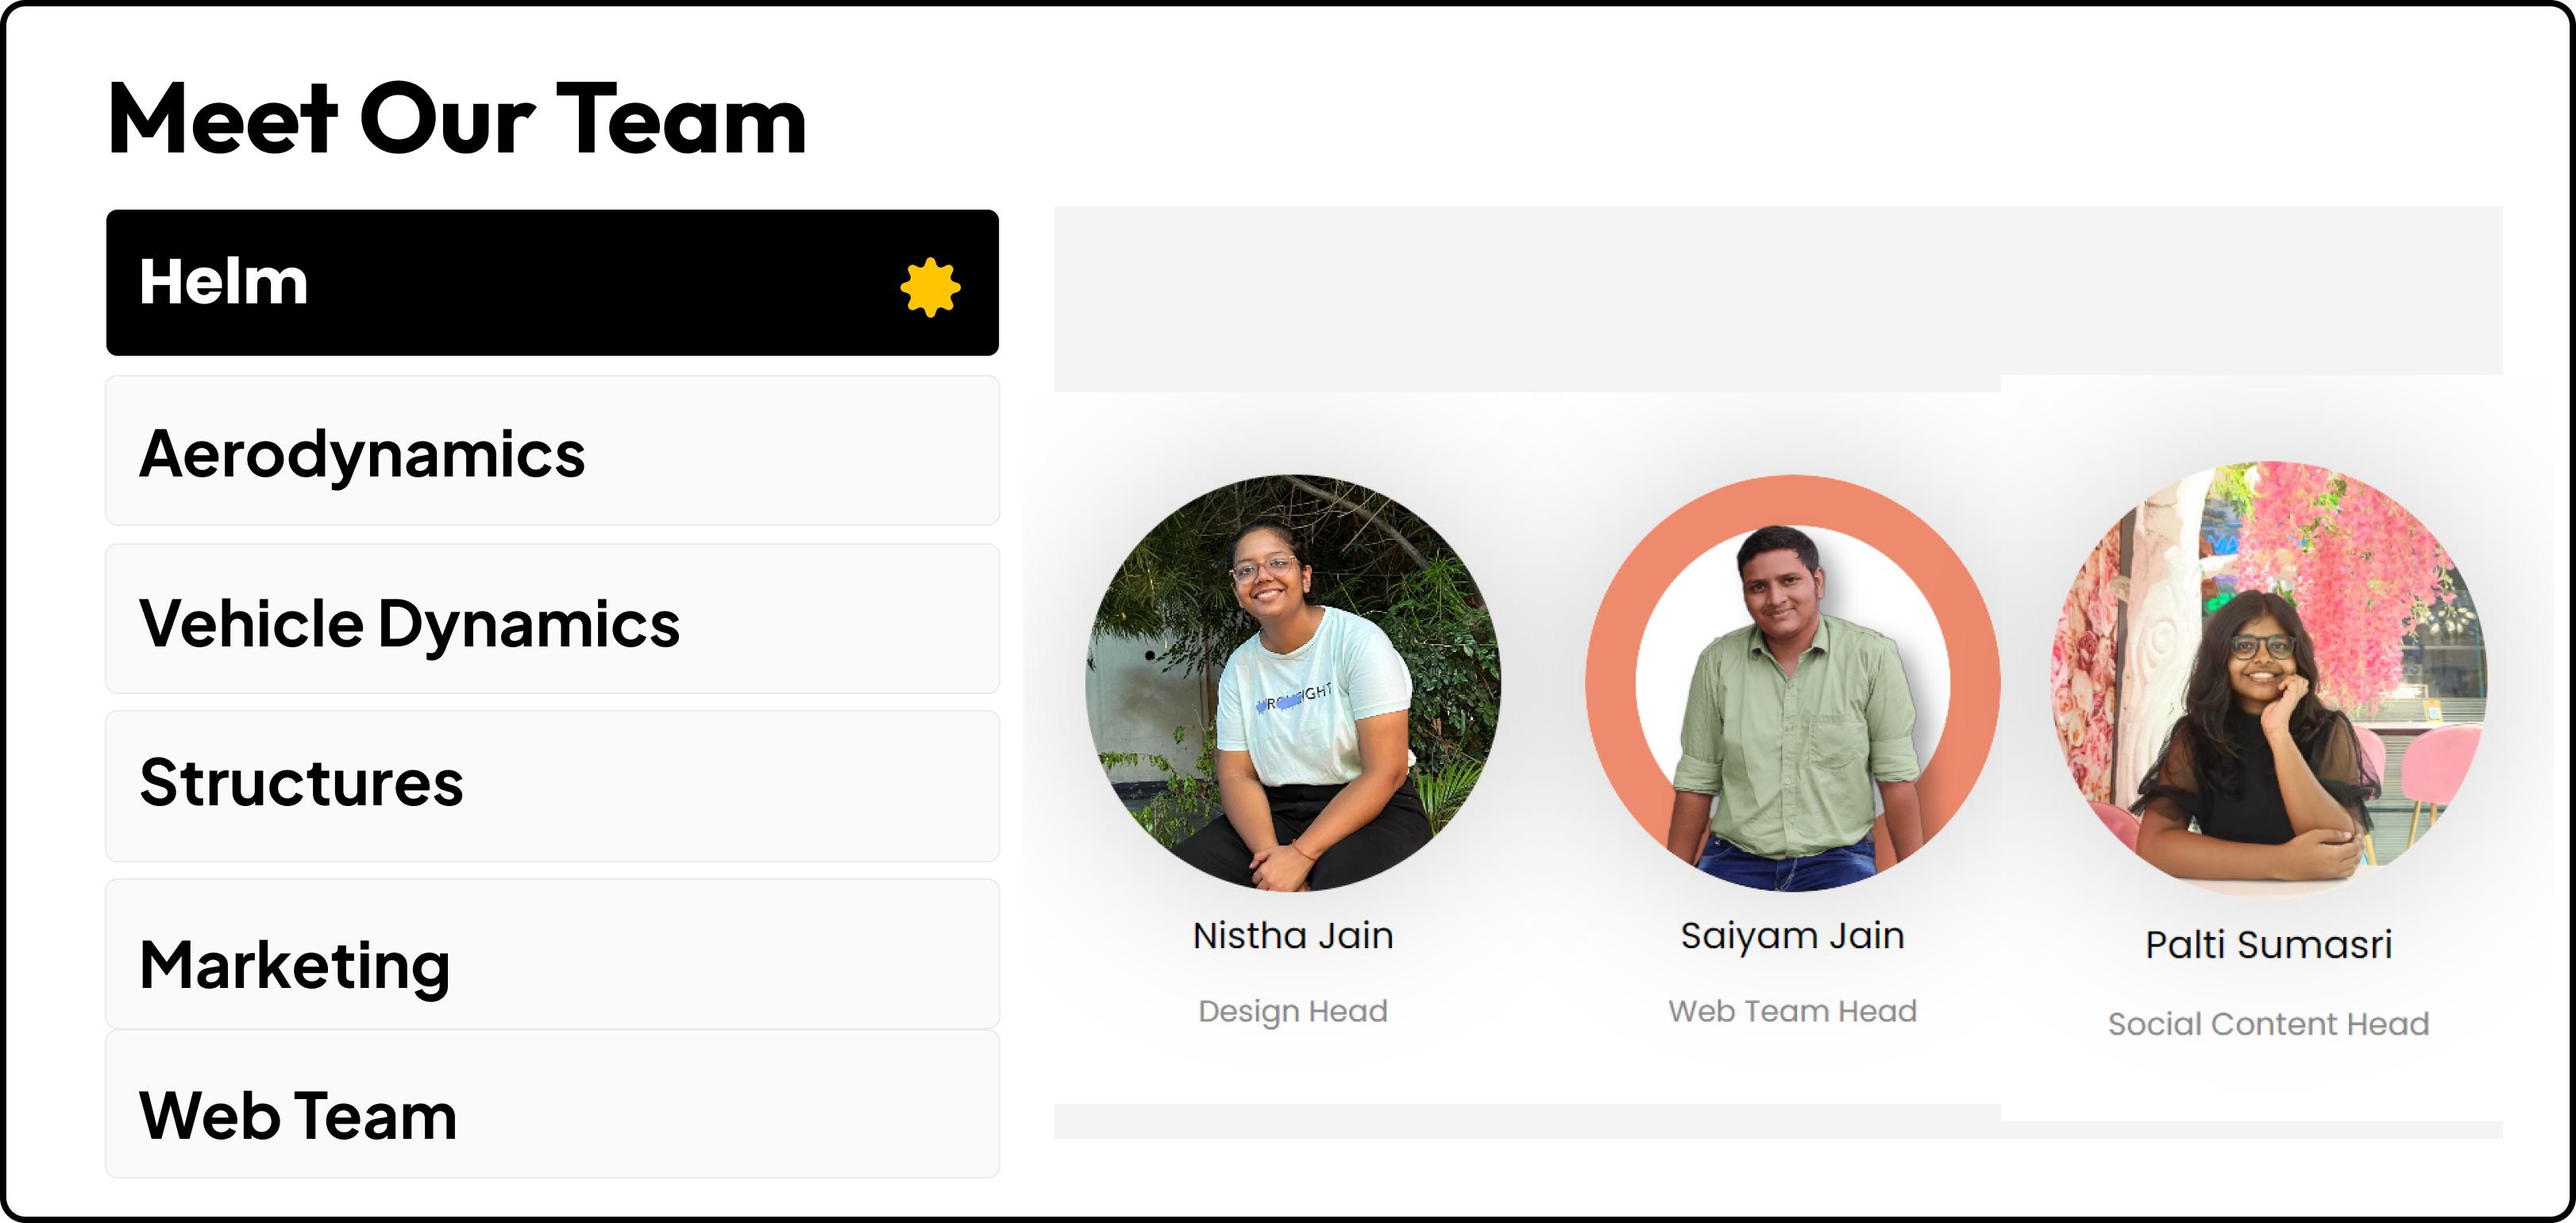 Meet Our Team
Helm
Aerodynamics
Vehicle Dynamics
Structures
Marketing
Web Team
Nistha Jain
Design Head
Saiyam Jain
Web Team Head
Palti Sumasri
Social Content Head